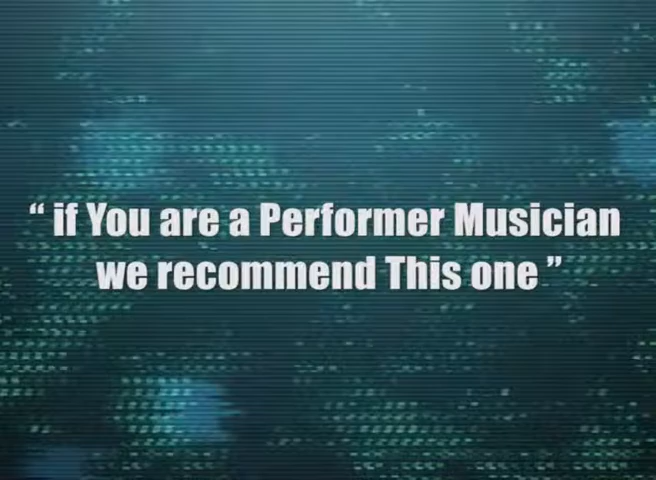 “ if You are a Performer Musician
we recommend This one ”